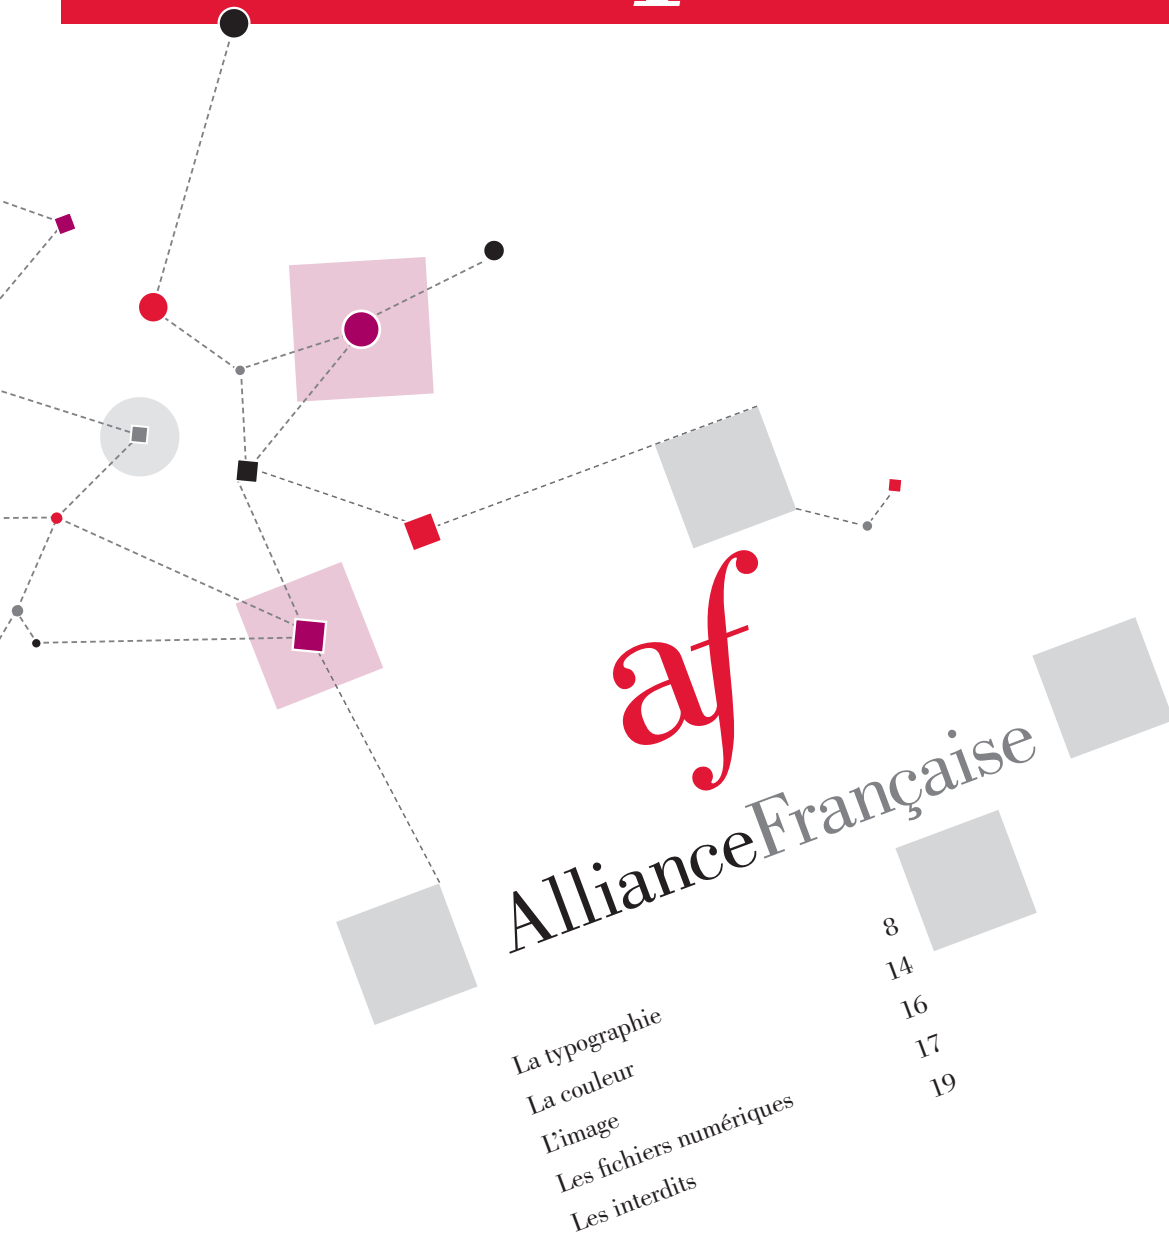 af
AllianceFrançaise
La typographie 8
La couleur 14
L’image 16
Les fichiers numériques 17
Les interdits 19